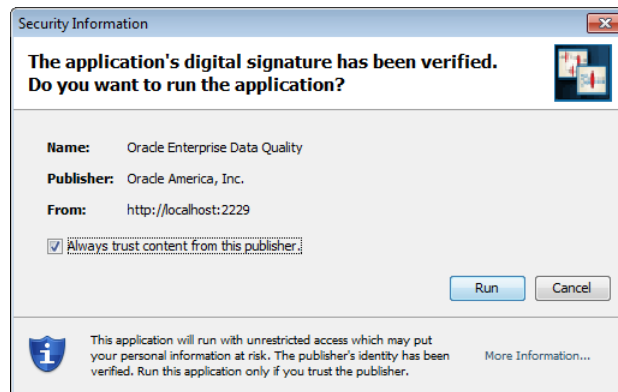 Security Information
The application's digital signature has been verified.
Do you want to run the application?
Name: Oracle Enterprise Data Quality
Publisher: Oracle America, Inc.
From: http://localhost:2229
Always trust content from this publisher.
Run Cancel
This application will run with unrestricted access which may put
your personal information at risk. The publisher's identity has been
verified. Run this application only if you trust the publisher.
More Information...